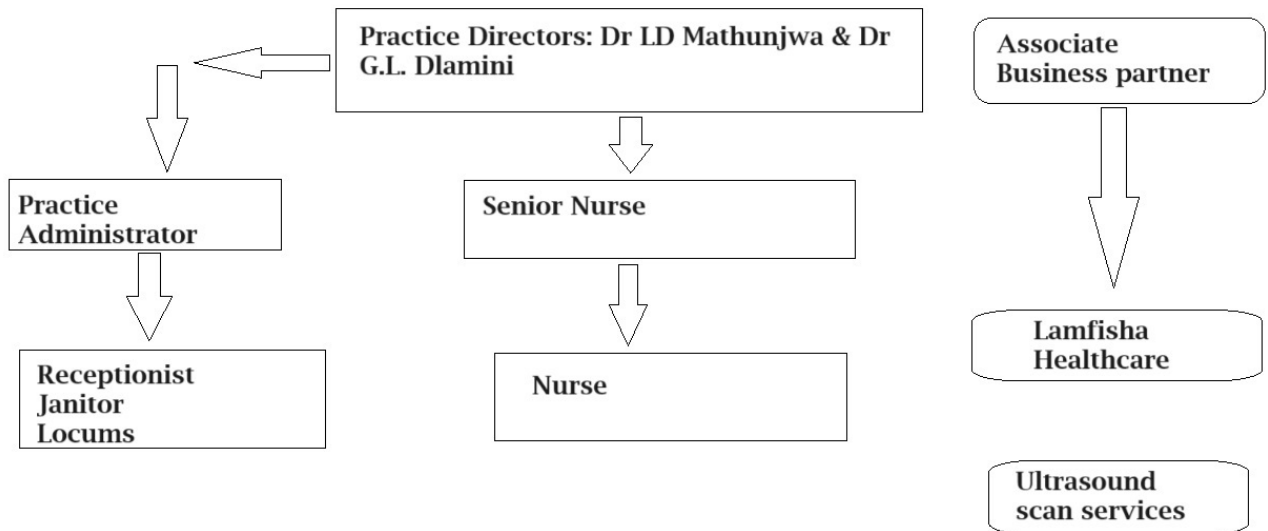 Practice Directors: Dr LD Mathunjwa & Dr
G.L. Dlamini
Associate
Business partner
Practice
Administrator
Senior Nurse
Receptionist
Janitor
Locums
Nurse
Lamfisha
Healthcare
Ultrasound
scan services